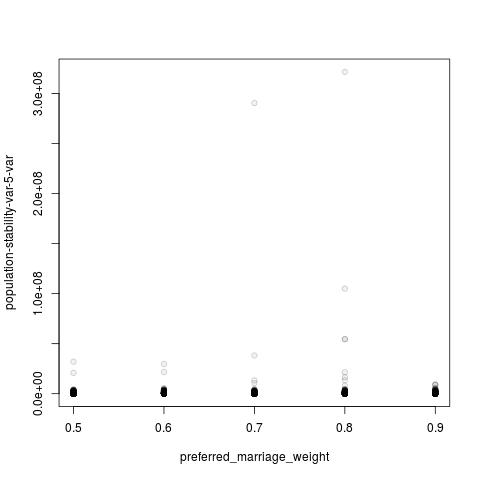 population-stability-var-5-var
3.0e+08
2.0e+08
1.0e+08
0.0e+00
0.5
0.6
0.7
0.8
0.9
preferred_marriage_weight